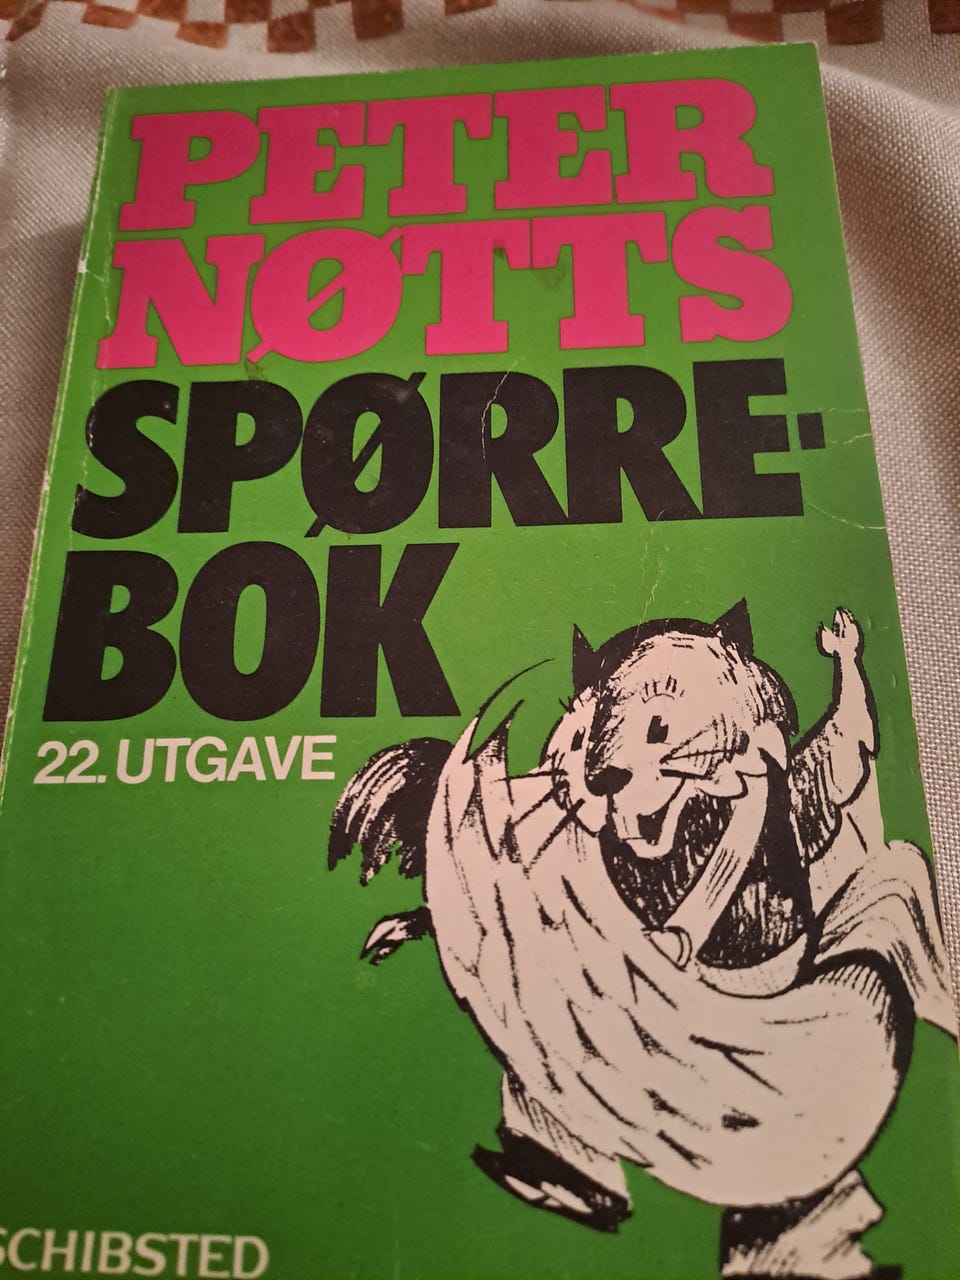 PETER
NØTTS
SPØRRE-
BOK
22. UTGAVE
SCHIBSTED